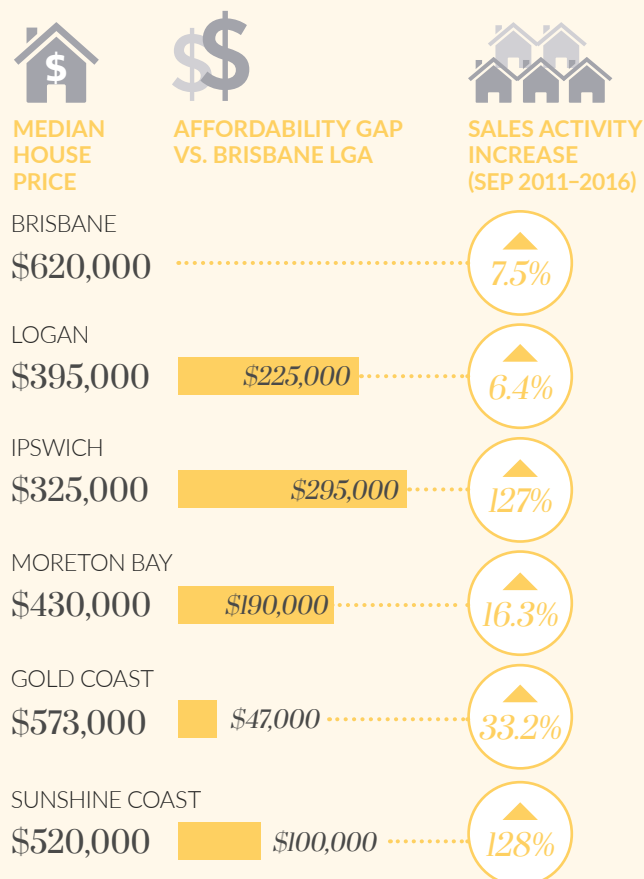 $
$
$
MEDIAN
HOUSE
PRICE
AFFORDABILITY GAP
VS. BRISBANE LGA
SALES ACTIVITY
INCREASE
(SEP 2011–2016)
BRISBANE
$620,000
7.5%
LOGAN
$395,000
$225,000
6.4%
IPSWICH
$325,000
$295,000
127%
MORETON BAY
$430,000
$190,000
16.3%
GOLD COAST
$573,000
$47,000
33.2%
SUNSHINE COAST
$520,000
$100,000
128%